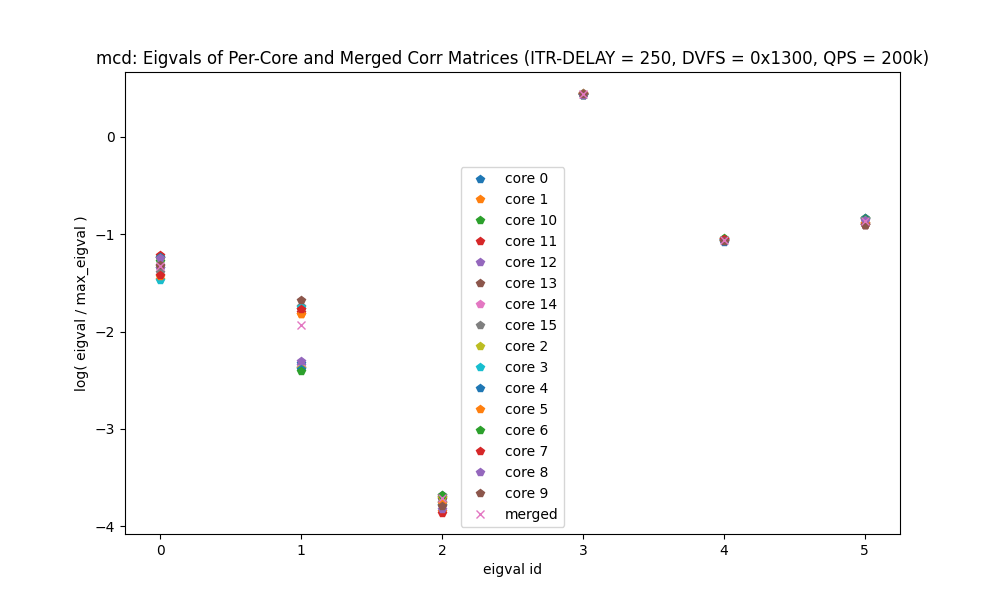 mcd: Eigvals of Per-Core and Merged Corr Matrices (ITR-DELAY = 250, DVFS = 0x1300, QPS = 200k)
log( eigval / max_eigval )
0
−1
−2
−3
−4
core 0
core 1
core 10
core 11
core 12
core 13
core 14
core 15
core 2
core 3
core 4
core 5
core 6
core 7
core 8
core 9
merged
0 1 2 3 4 5
eigval id